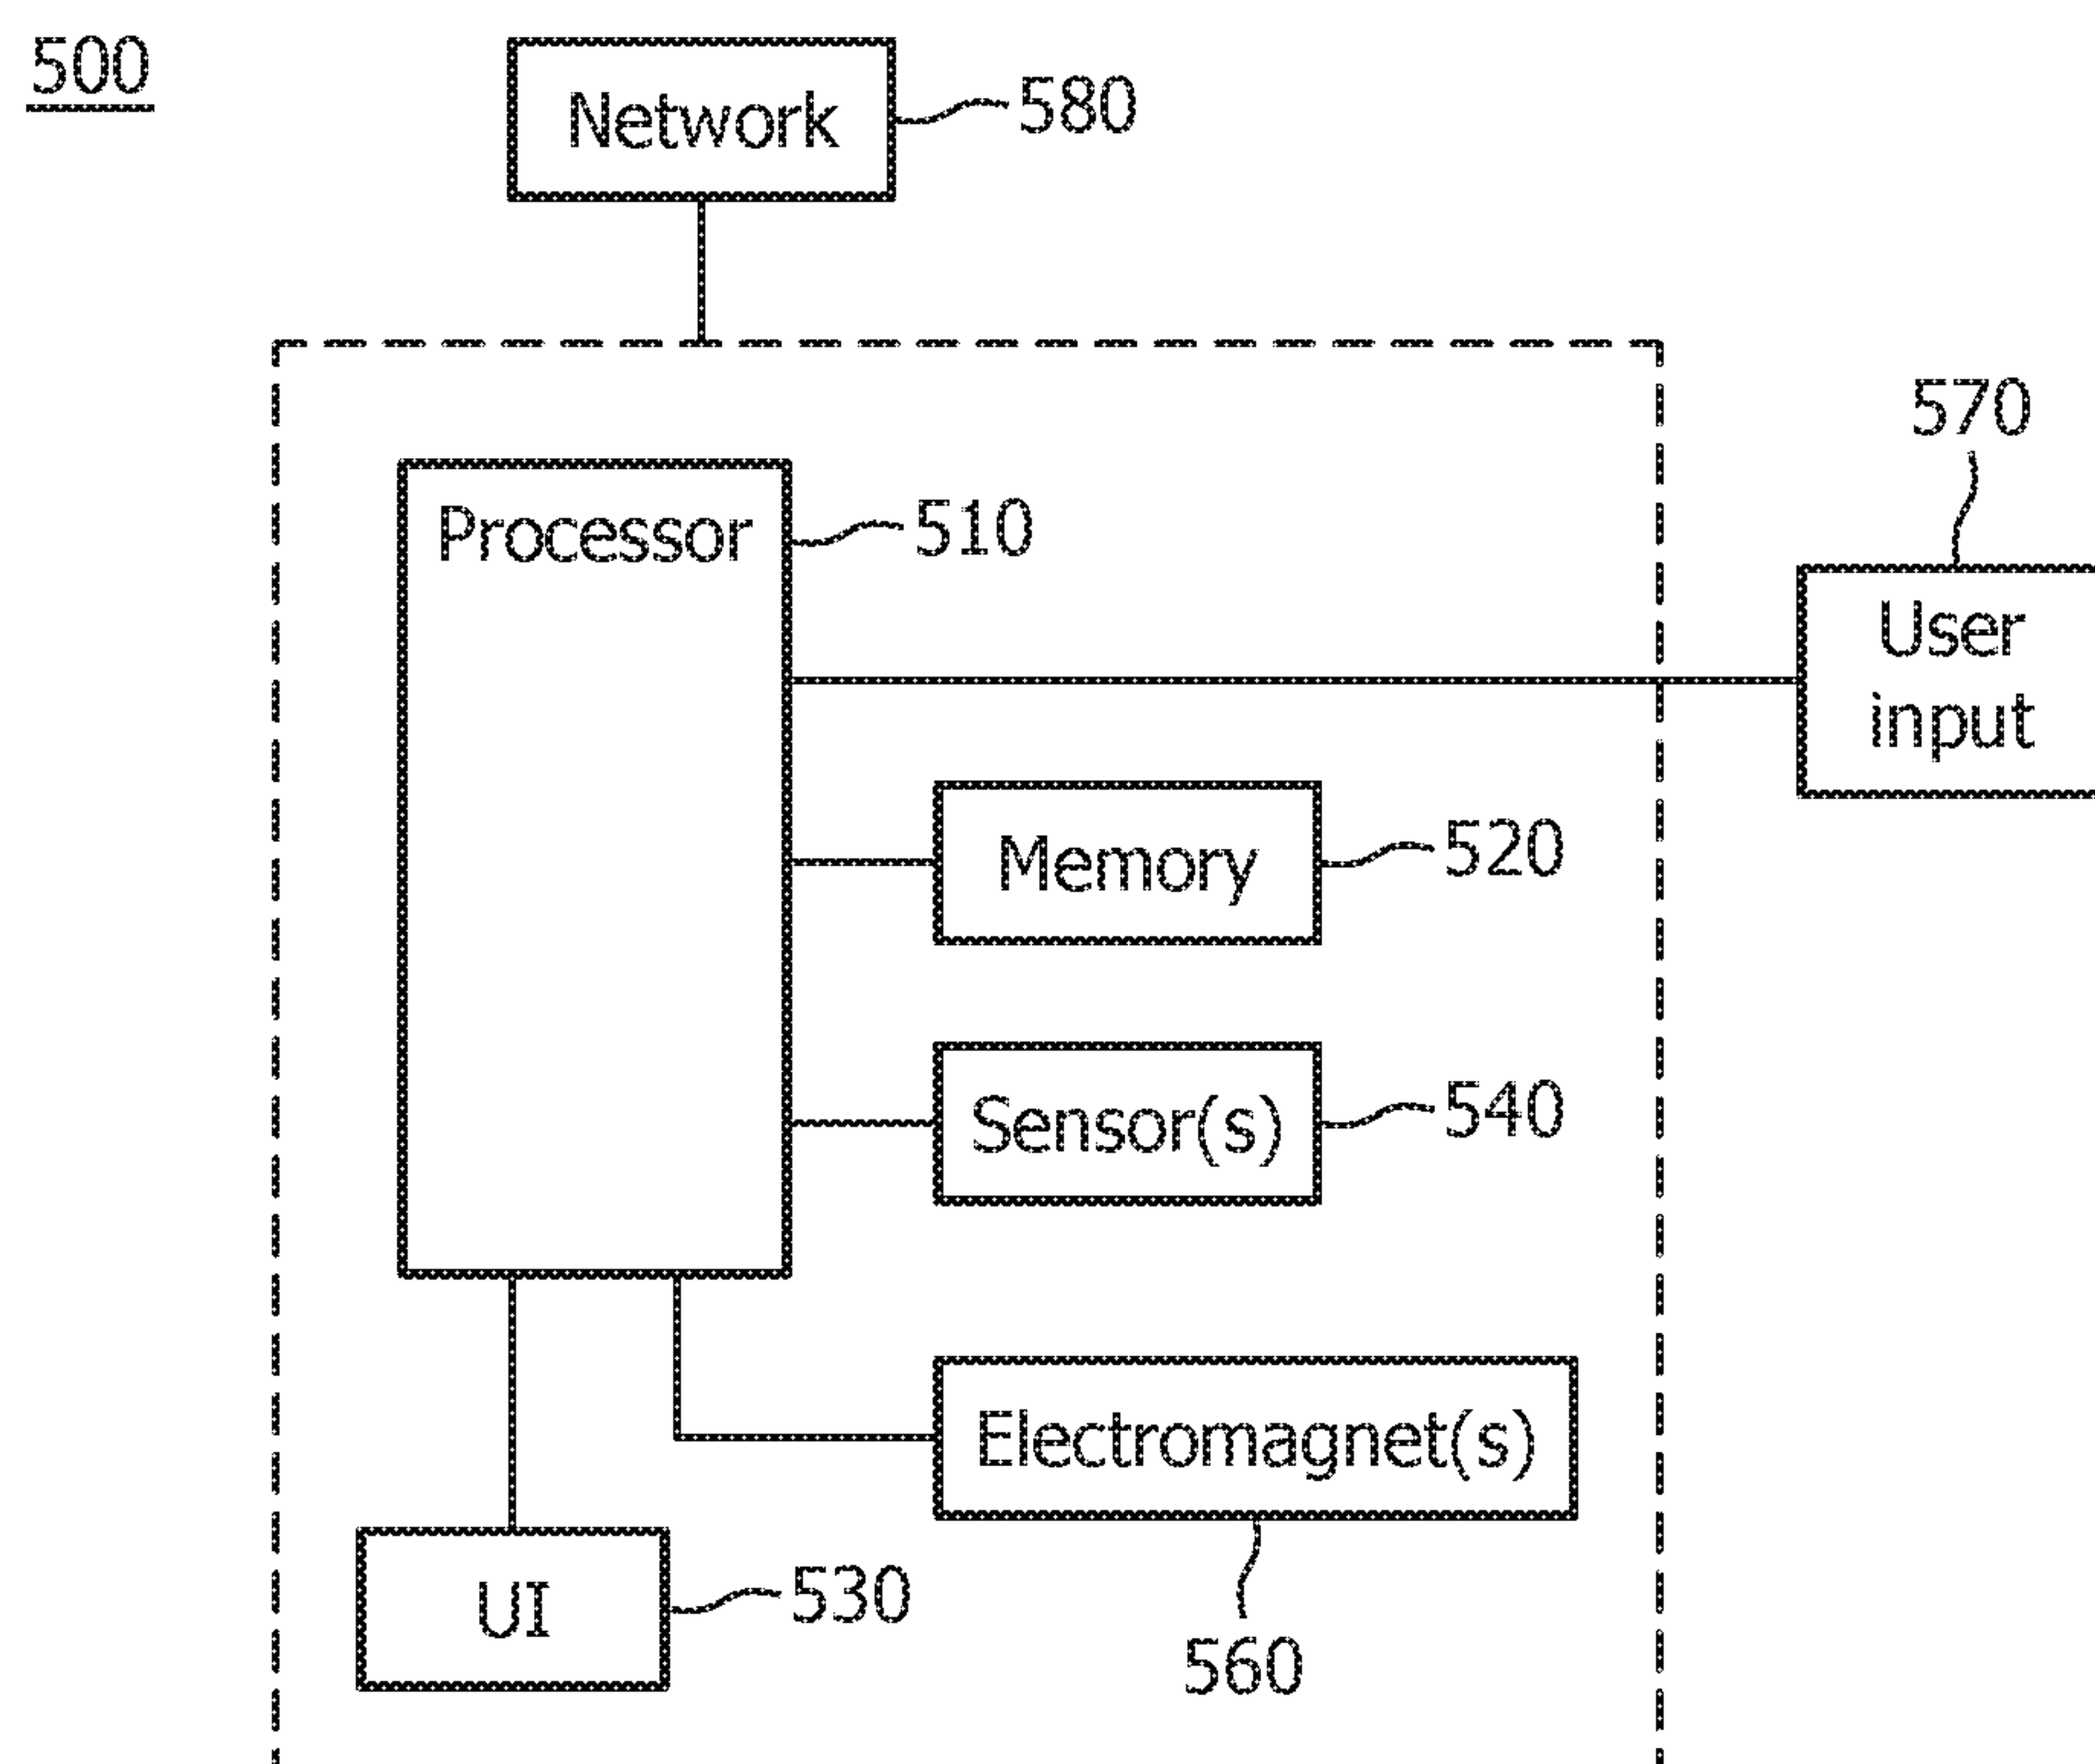 500
Network
580
570
Processor
510
User
input
Memory
520
Sensor(s)
540
Electromagnet(s)
UI
530
560